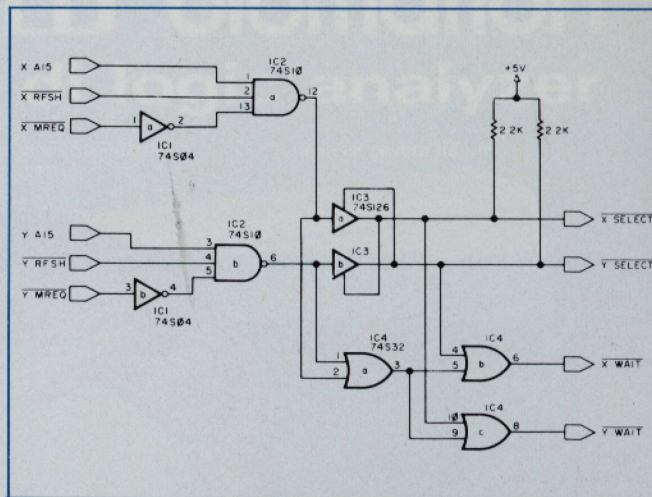 X A15
X RFSH
X MREQ
1
2
13
IC2
74S10
a
12
1
a
2
IC1
74S04
Y A15
Y RFSH
Y MREQ
3
4
5
IC2
74S10
b
6
3
b
4
IC1
74S04
IC3
74S126
a
IC3
b
+5V
2 2K
2 2K
X SELECT
Y SELECT
IC4
74S32
1
2
a
3
IC4
4
5
b
6
X WAIT
IC4
10
9
c
8
Y WAIT